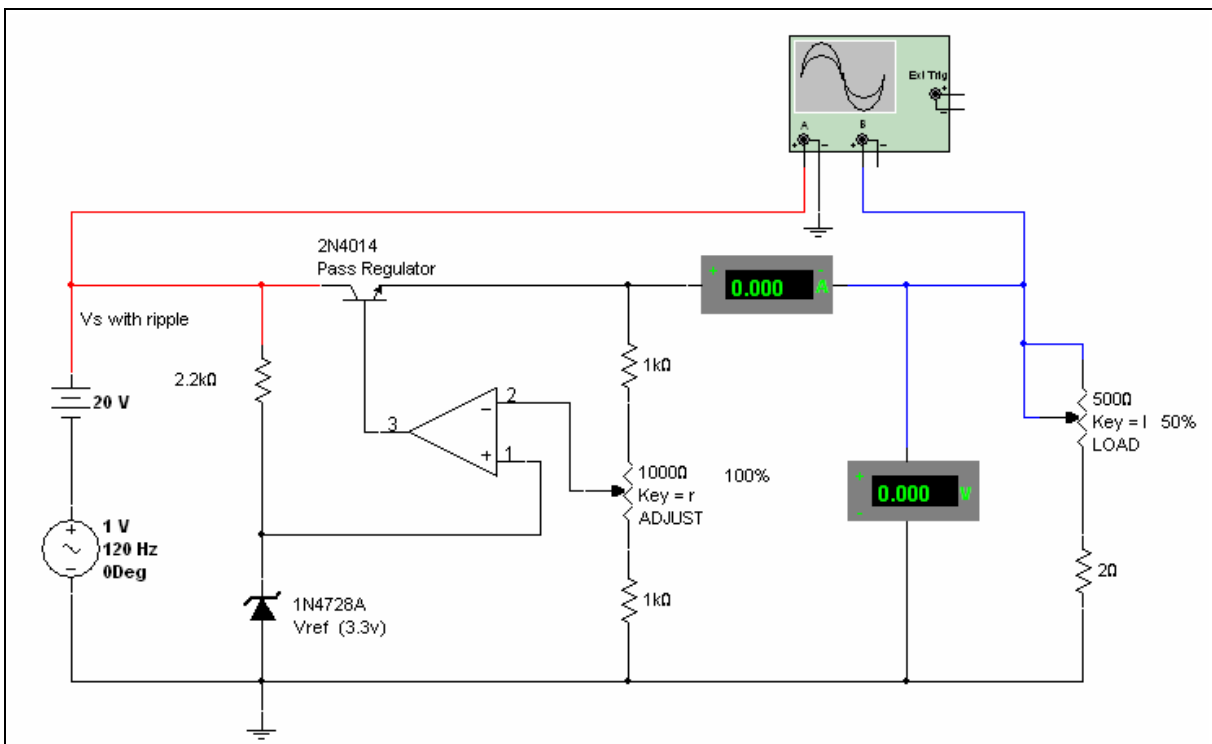 Ext Trig
+
-
A
B
+ -
+ -
2N4014
Pass Regulator
+ -
0.000 A
Vs with ripple
1kΩ
2.2kΩ
20 V
500Ω
Key = l 50%
LOAD
3
2
-
+
1
1000Ω 100%
Key = r
ADJUST
+
0.000 V
-
+
-
1 V
120 Hz
0Deg
2Ω
1N4728A
Vref (3.3v)
1kΩ